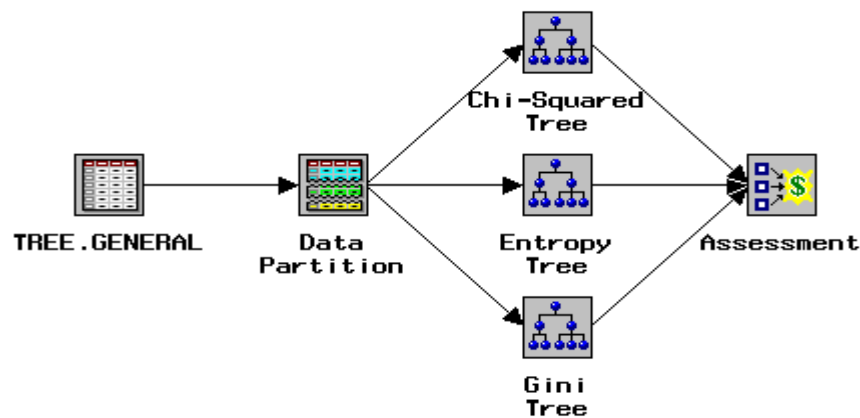 Chi-Squared
Tree
TREE.GENERAL
Data
Partition
Entropy
Tree
Assessment
Gini
Tree